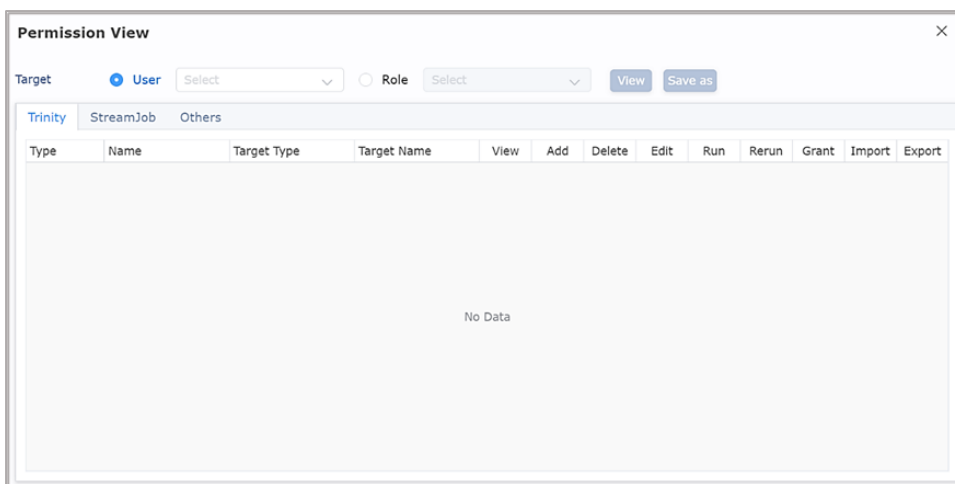 Permission View
Target User Select Role Select View Save as
Trinity StreamJob Others
Type Name Target Type Target Name View Add Delete Edit Run Rerun Grant Import Export
No Data